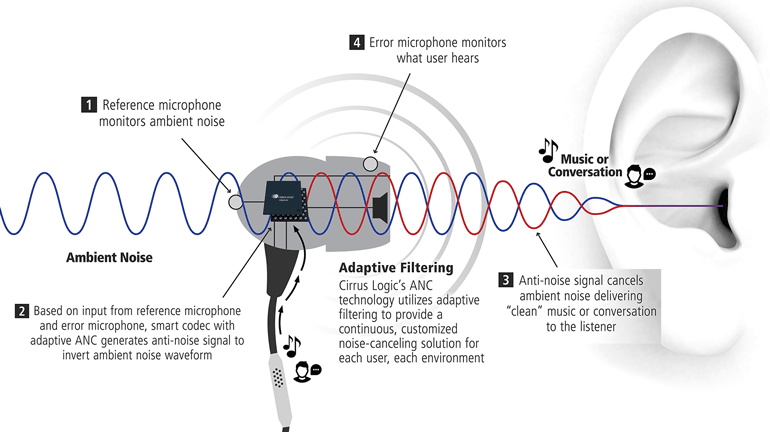 4 Error microphone monitors
what user hears
1 Reference microphone
monitors ambient noise
Music or
Conversation
Ambient Noise
Adaptive Filtering
Cirrus Logic's ANC
technology utilizes adaptive
filtering to provide a
continuous, customized
noise-canceling solution for
each user, each environment
3 Anti-noise signal cancels
ambient noise delivering
“clean” music or conversation
to the listener
2 Based on input from reference microphone
and error microphone, smart codec with
adaptive ANC generates anti-noise signal to
invert ambient noise waveform